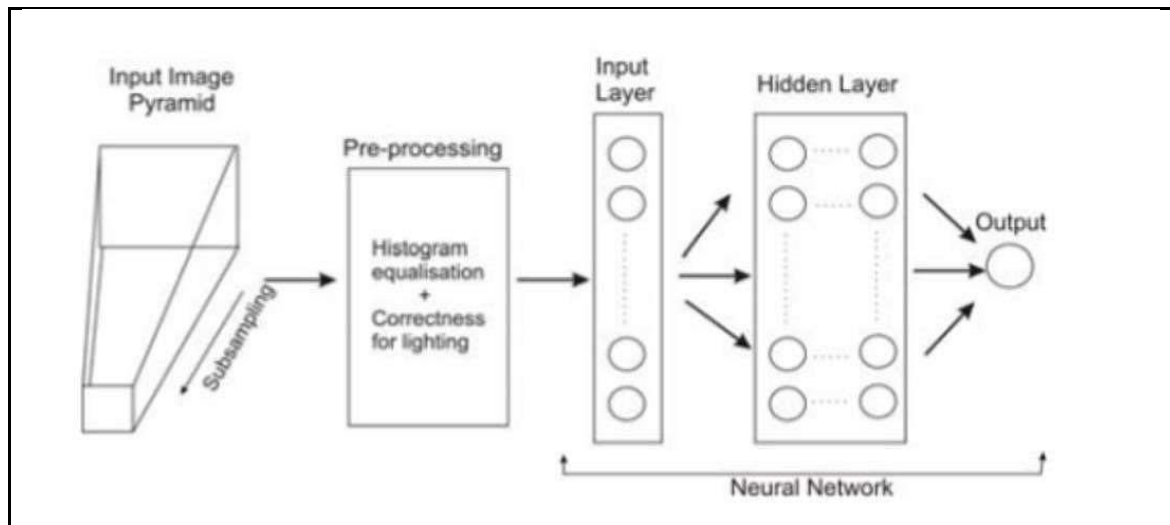 Input Image
Pyramid
Subsampling
Pre-processing
Histogram
equalisation
+
Correctness
for lighting
Input
Layer
Hidden Layer
Output
Neural Network